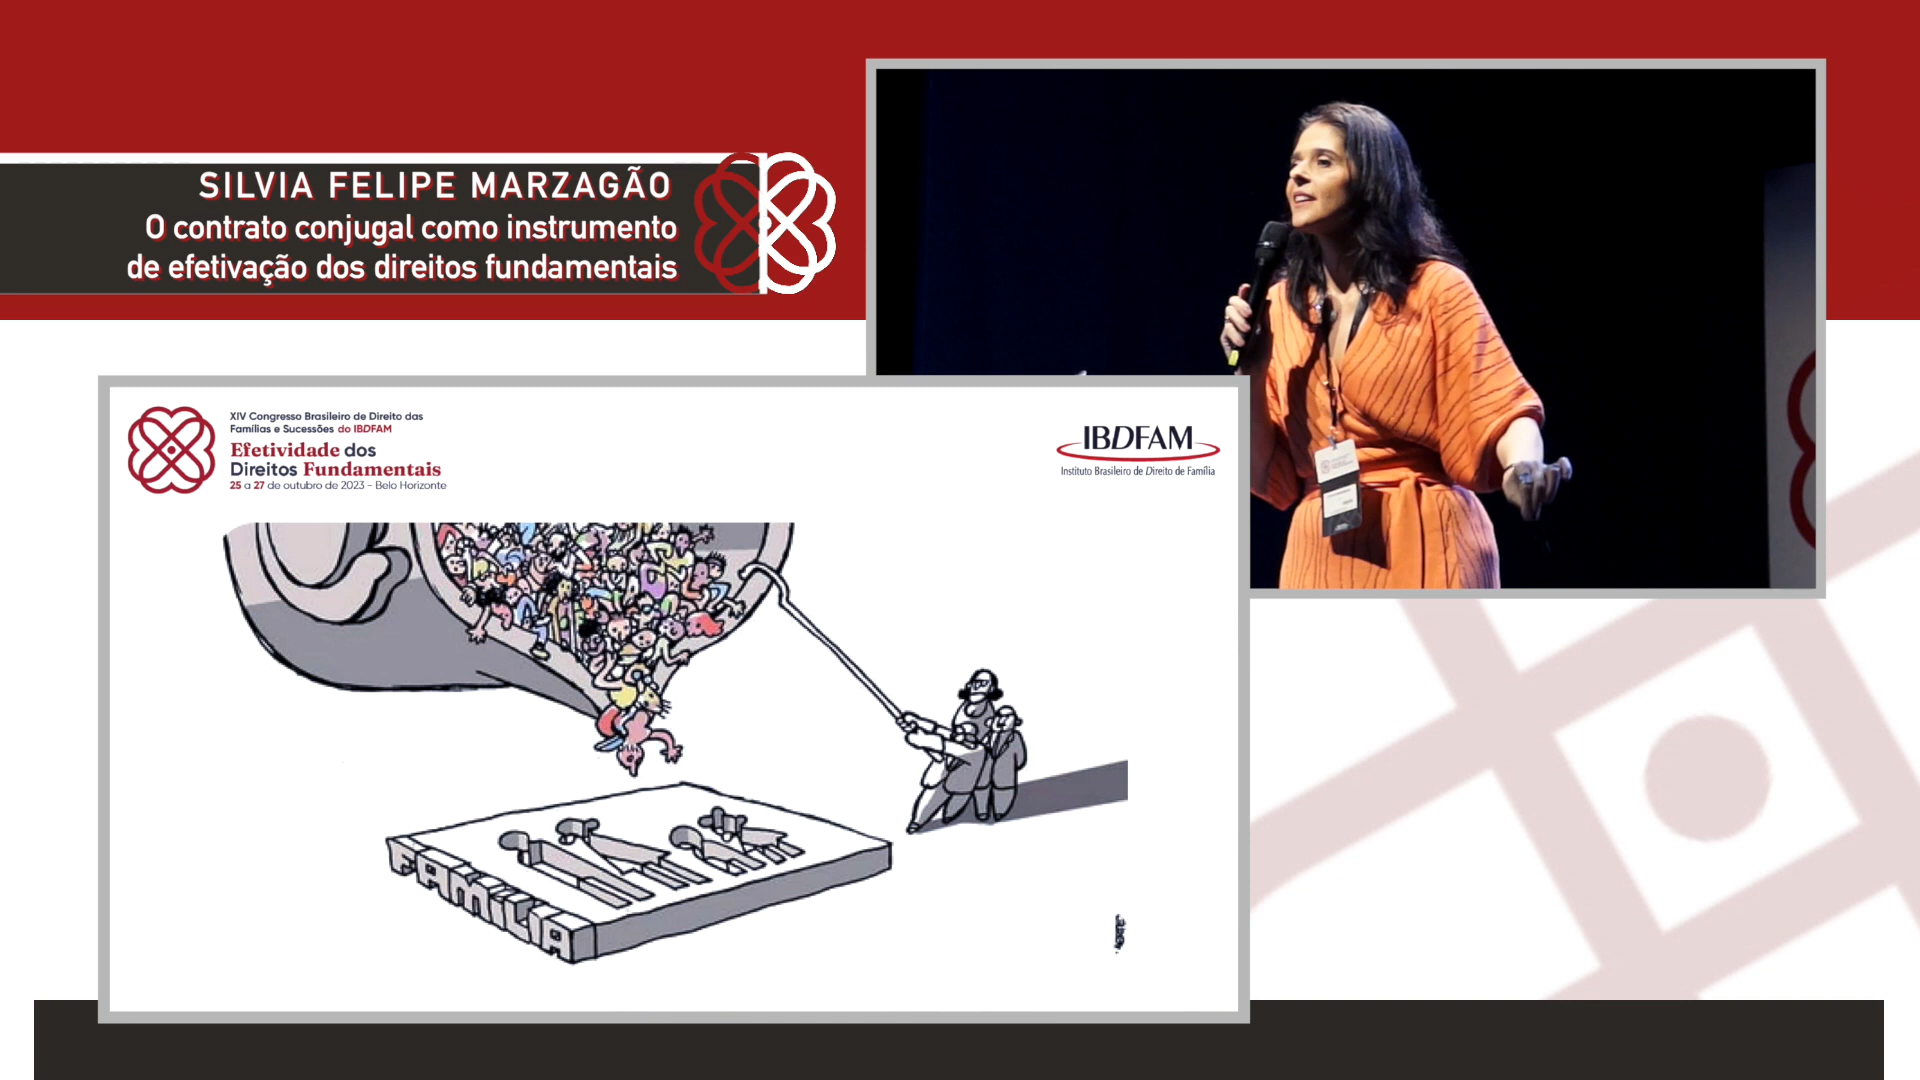 SILVIA FELIPE MARZAGÃO
O contrato conjugal como instrumento
de efetivação dos direitos fundamentais
XIV Congresso Brasileiro de Direito das
Famílias e Sucessões do IBDFAM
Efetividade dos
Direitos Fundamentais
25 a 27 de outubro de 2023 - Belo Horizonte
IBDFAM
Instituto Brasileiro de Direito de Família
FAMÍLIA